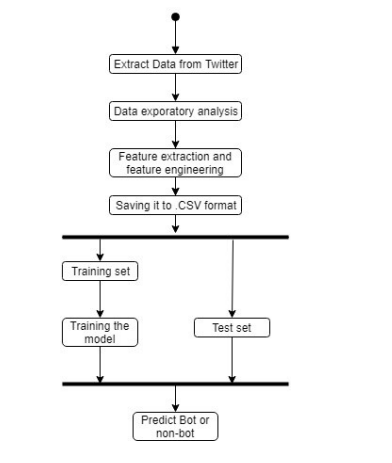 Extract Data from Twitter
Data exporatory analysis
Feature extraction and
feature engineering
Saving it to .CSV format
Training set
Training the
model
Test set
Predict Bot or
non-bot